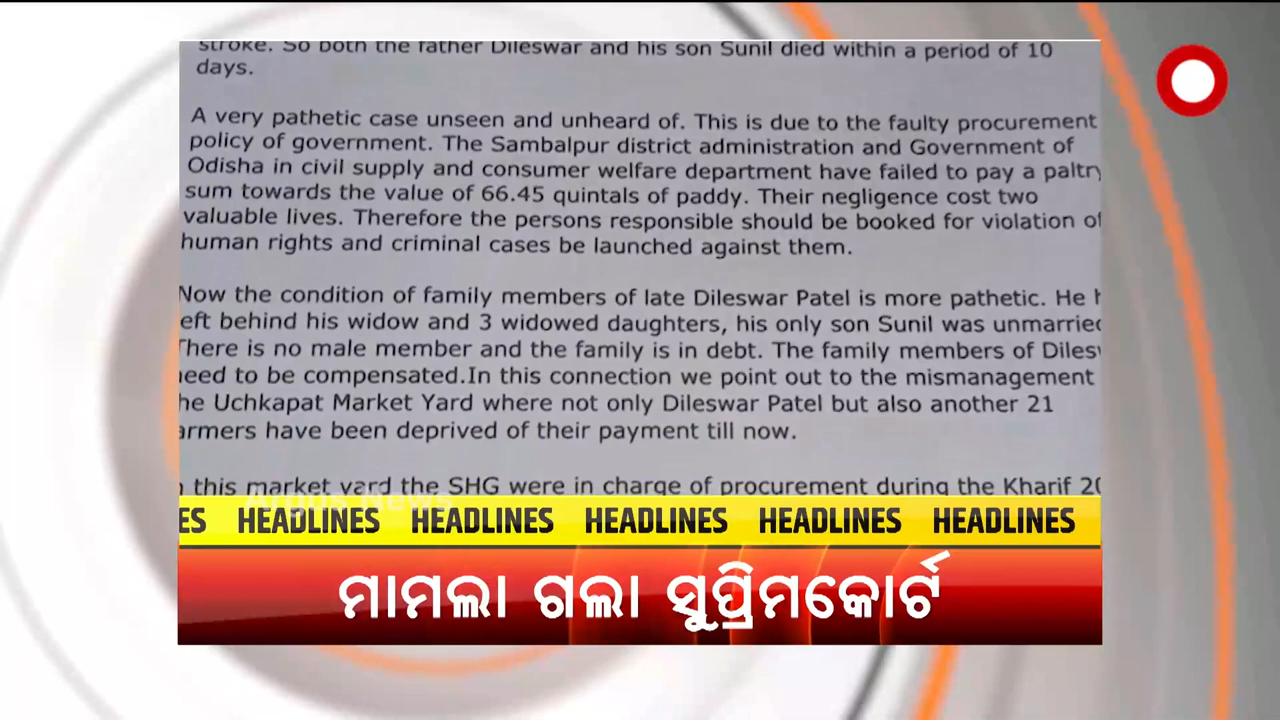 stroke. So both the father Dileswar and his son Sunil died within a period of 10
days.
A very pathetic case unseen and unheard of. This is due to the faulty procurement
policy of government. The Sambalpur district administration and Government of
Odisha in civil supply and consumer welfare department have failed to pay a paltry
sum towards the value of 66.45 quintals of paddy. Their negligence cost two
valuable lives. Therefore the persons responsible should be booked for violation of
human rights and criminal cases be launched against them.
Now the condition of family members of late Dileswar Patel is more pathetic. He h
eft behind his widow and 3 widowed daughters, his only son Sunil was unmarried
There is no male member and the family is in debt. The family members of Diles
eed to be compensated.In this connection we point out to the mismanagement
he Uchkapat Market Yard where not only Dileswar Patel but also another 21
armers have been deprived of their payment till now.
this market yard the SHG were in charge of procurement during the Kharif 20
Argus News
ES HEADLINES HEADLINES HEADLINES HEADLINES HEADLINES
ମାମଲା ଗଲା ସୁପ୍ରିମକୋର୍ଟ